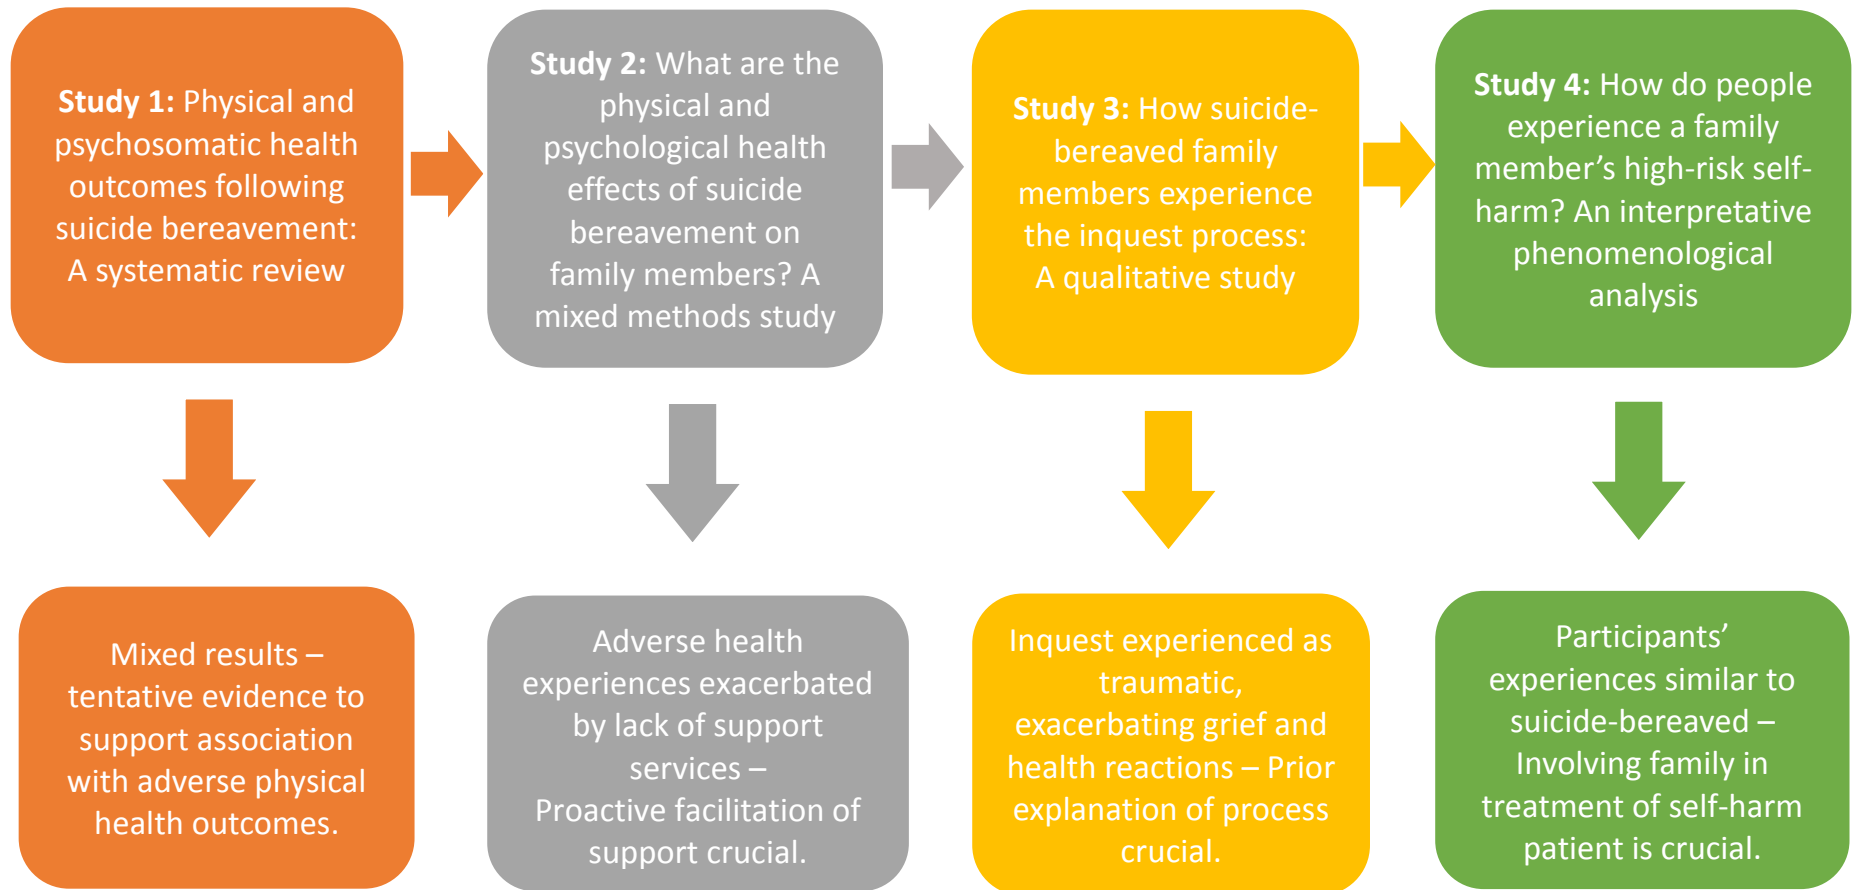 Study 1: Physical and
psychosomatic health
outcomes following
suicide bereavement:
A systematic review
Study 2: What are the
physical and
psychological health
effects of suicide
bereavement on
family members? A
mixed methods study
Study 3: How suicide-
bereaved family
members experience
the inquest process:
A qualitative study
Study 4: How do people
experience a family
member’s high-risk self-
harm? An interpretative
phenomenological
analysis
Mixed results –
tentative evidence to
support association
with adverse physical
health outcomes.
Adverse health
experiences exacerbated
by lack of support
services –
Proactive facilitation of
support crucial.
Inquest experienced as
traumatic,
exacerbating grief and
health reactions – Prior
explanation of process
crucial.
Participants’
experiences similar to
suicide-bereaved –
Involving family in
treatment of self-harm
patient is crucial.